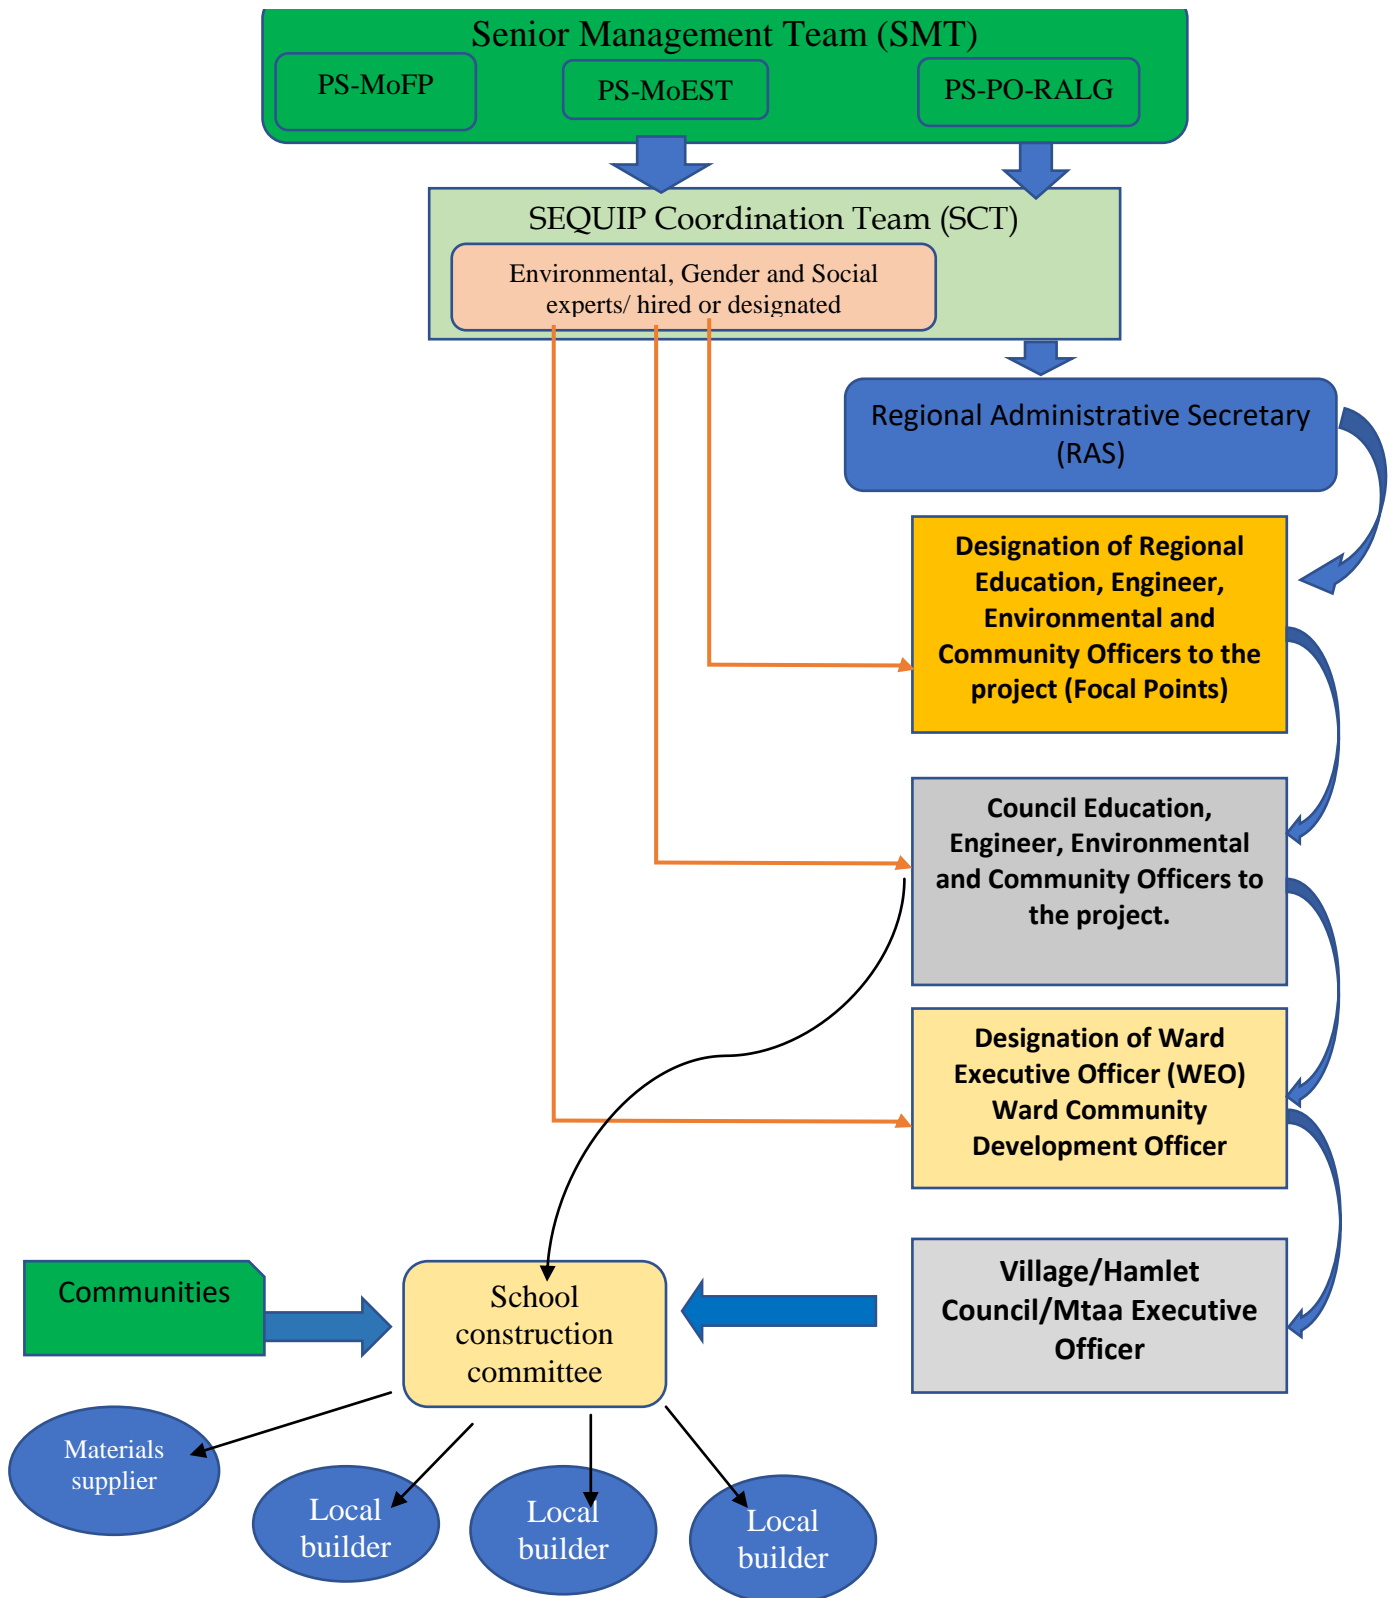 Senior Management Team (SMT)
PS-MoFP
PS-MoEST
PS-PO-RALG
SEQUIP Coordination Team (SCT)
Environmental, Gender and Social
experts/ hired or designated
Regional Administrative Secretary
(RAS)
Designation of Regional
Education, Engineer,
Environmental and
Community Officers to the
project (Focal Points)
Council Education,
Engineer, Environmental
and Community Officers to
the project.
Designation of Ward
Executive Officer (WEO)
Ward Community
Development Officer
Village/Hamlet
Council/Mtaa Executive
Officer
Communities
School
construction
committee
Materials
supplier
Local
builder
Local
builder
Local
builder